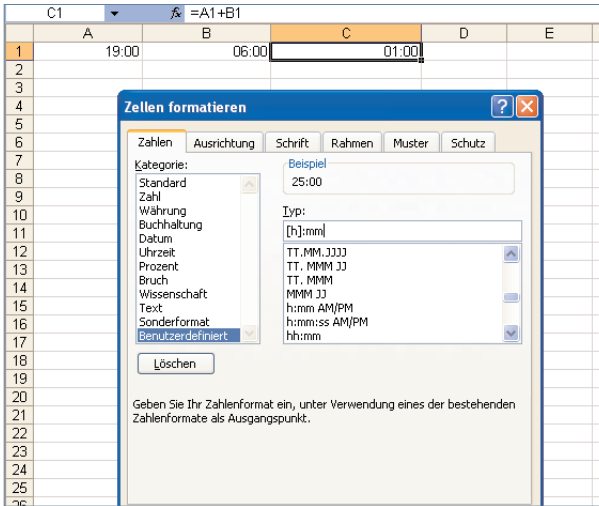 C1 fx =A1+B1
A B C D E
1 19:00 06:00 01:00
2
3
4
5
6
7
8
9
10
11
12
13
14
15
16
17
18
19
20
21
22
23
24
25
26
Zellen formatieren
Zahlen Ausrichtung Schrift Rahmen Muster Schutz
Kategorie:
Standard
Zahl
Währung
Buchhaltung
Datum
Uhrzeit
Prozent
Bruch
Wissenschaft
Text
Sonderformat
Benutzerdefiniert
Beispiel
25:00
Typ:
[h]:mm
TT.MM.JJJJ
TT. MMM JJ
TT. MMM
MMM JJ
h:mm AM/PM
h:mm:ss AM/PM
hh:mm
Löschen
Geben Sie Ihr Zahlenformat ein, unter Verwendung eines der bestehenden
Zahlenformate als Ausgangspunkt.